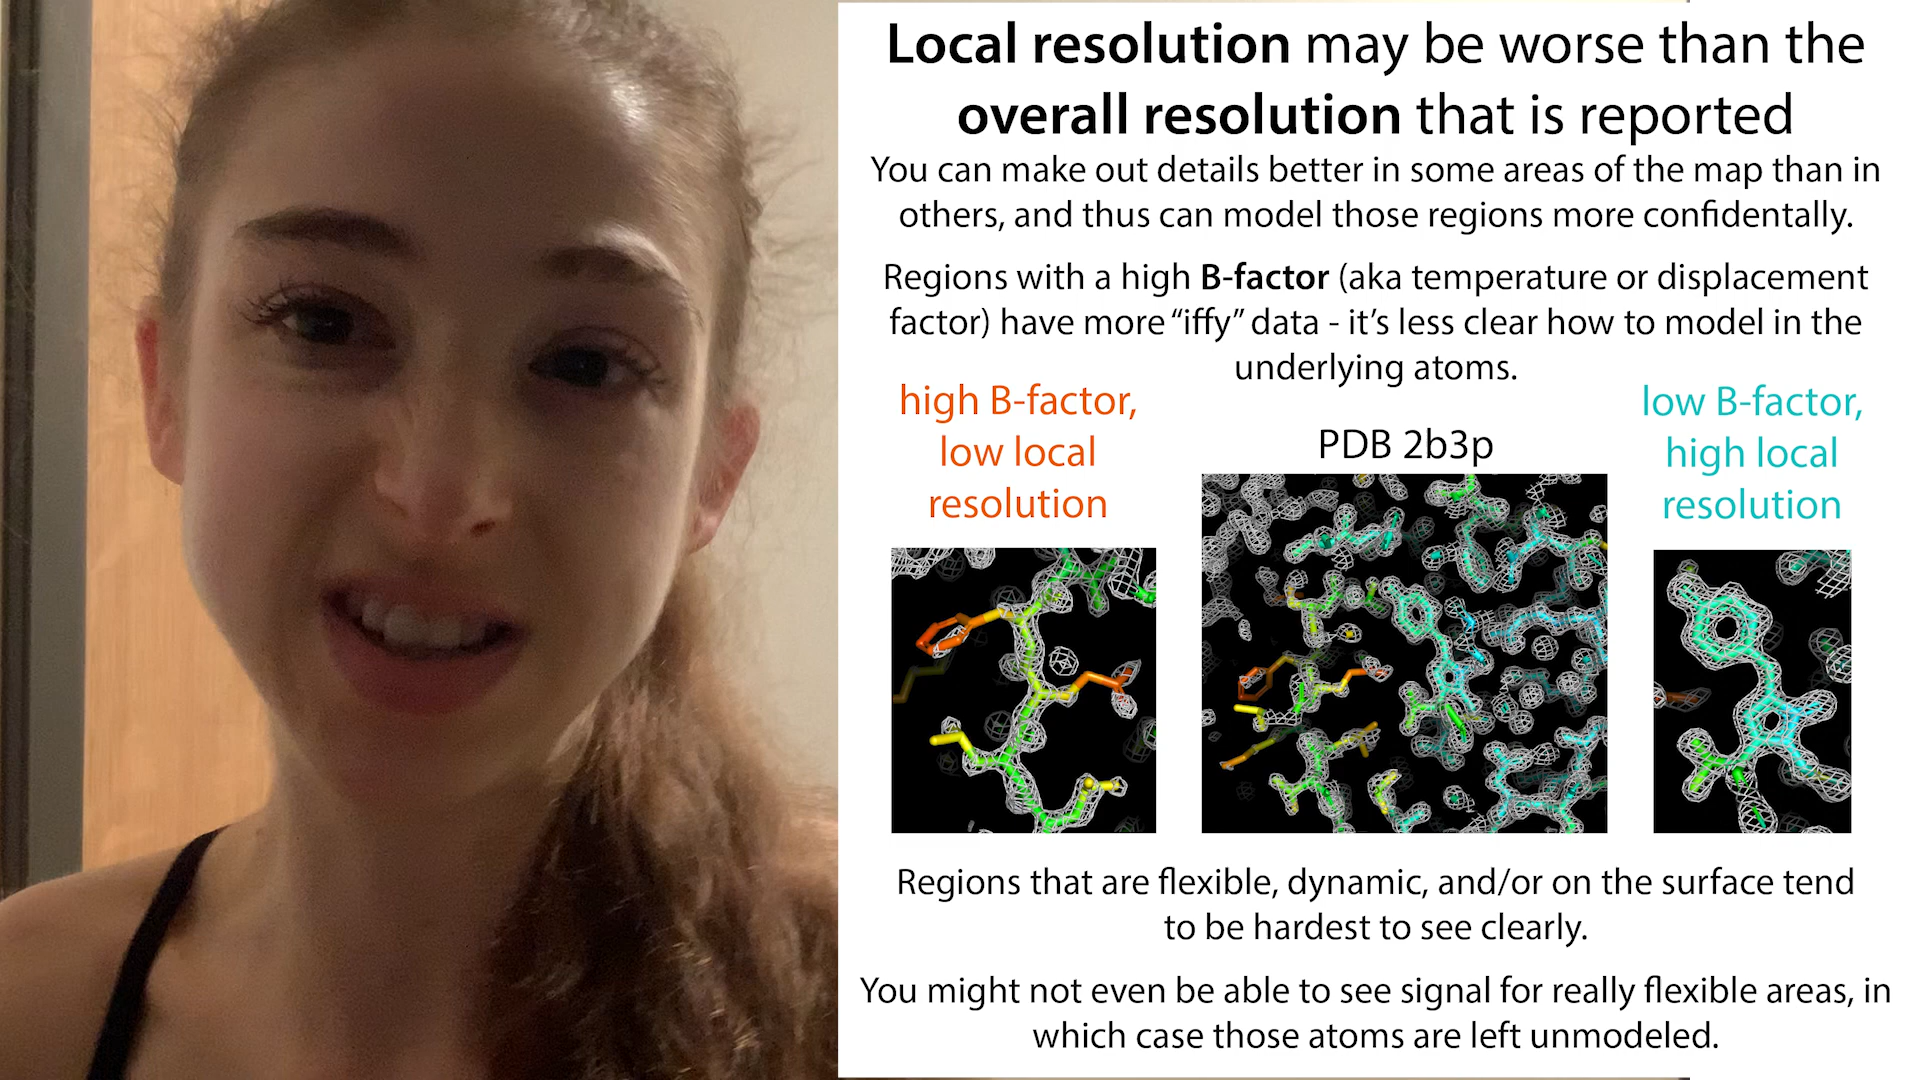 Local resolution may be worse than the
overall resolution that is reported
You can make out details better in some areas of the map than in
others, and thus can model those regions more confidentally.
Regions with a high B-factor (aka temperature or displacement
factor) have more “iffy” data - it’s less clear how to model in the
underlying atoms.
high B-factor,
low local
resolution
PDB 2b3p
low B-factor,
high local
resolution
Regions that are flexible, dynamic, and/or on the surface tend
to be hardest to see clearly.
You might not even be able to see signal for really flexible areas, in
which case those atoms are left unmodeled.